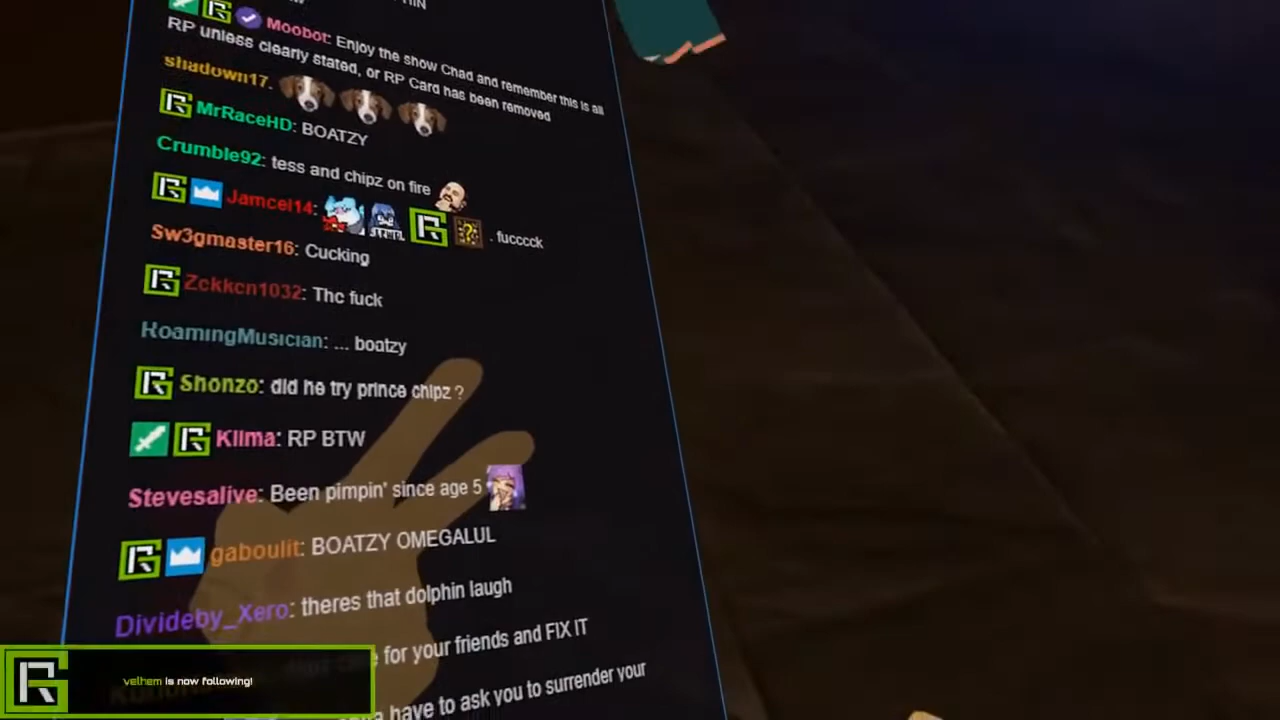 Moobot: Enjoy the show Chad and remember this is all
RP unless clearly stated, or RP Card has been removed
shadown17.
MrRaceHD: BOATZY
Crumble92: tess and chipz on fire
Jamcel14: . fucccck
Sw3gmaster16: Cucking
Zckkcn1032: Thc fuck
RoamingMusician: ... boatzy
Shonzo: did he try prince chipz ?
Klima: RP BTW
Stevesalive: Been pimpin' since age 5
gaboulit: BOATZY OMEGALUL
Divideby_Xero: theres that dolphin laugh
for your friends and FIX IT
have to ask you to surrender your
velhem is now following!